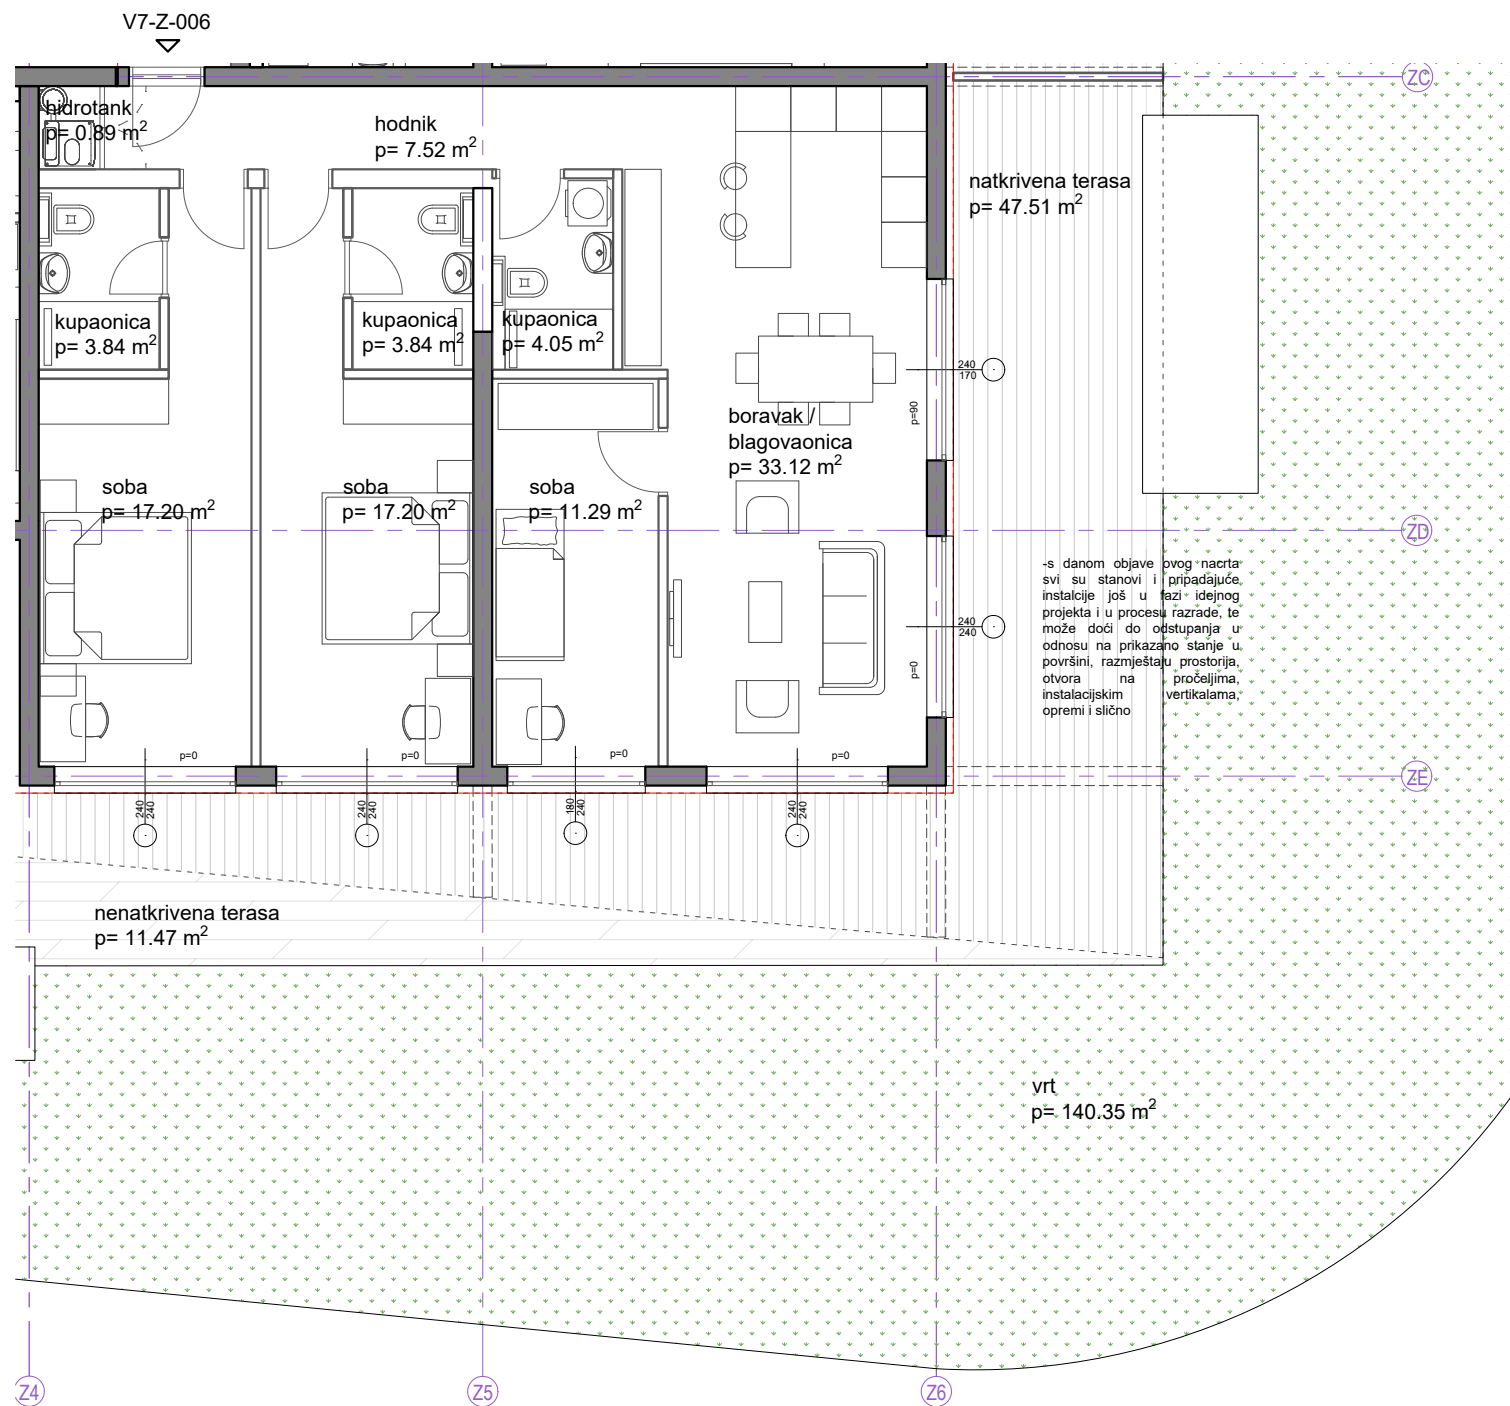 V7-Z-006
ZC
hidrotank
p= 0.89 m²
hodnik
p= 7.52 m²
natkrivena terasa
p= 47.51 m²
kupaonica
p= 3.84 m²
kupaonica
p= 3.84 m²
kupaonica
p= 4.05 m²
240
170
p=90
boravak /
blagovaonica
p= 33.12 m²
soba
p= 17.20 m²
soba
p= 17.20 m²
soba
p= 11.29 m²
ZD
-s danom objave ovog nacrta
svi su stanovi i pripadajuće
instalcije još u fazi idejnog
projekta i u procesu razrade, te
može doći do odstupanja u
odnosu na prikazano stanje u
površini, razmještaju prostorija,
otvora na pročeljima,
instalacijskim vertikalama,
opremi i slično
240
240
p=0
p=0
p=0
p=0
p=0
ZE
240
240
240
240
180
240
240
240
nenatkrivena terasa
p= 11.47 m²
vrt
p= 140.35 m²
Z4
Z5
Z6